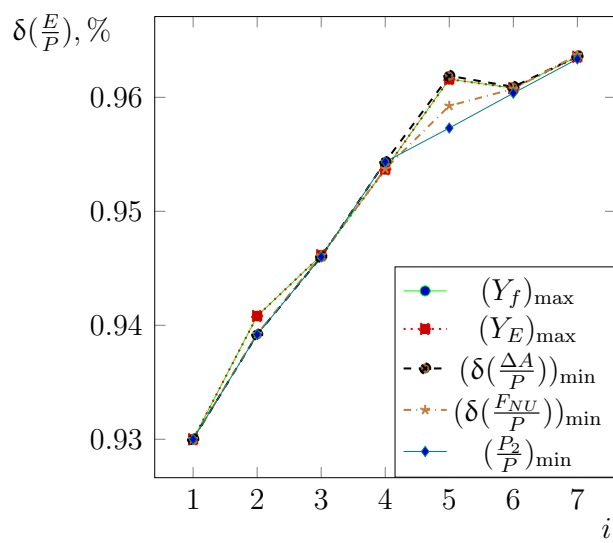 δ(E/P), %
0.96
0.95
0.94
0.93
1 2 3 4 5 6 7
i
(Y_f)_max
(Y_E)_max
(δ(ΔA/P))_min
(δ(F_NU/P))_min
(P_2/P)_min